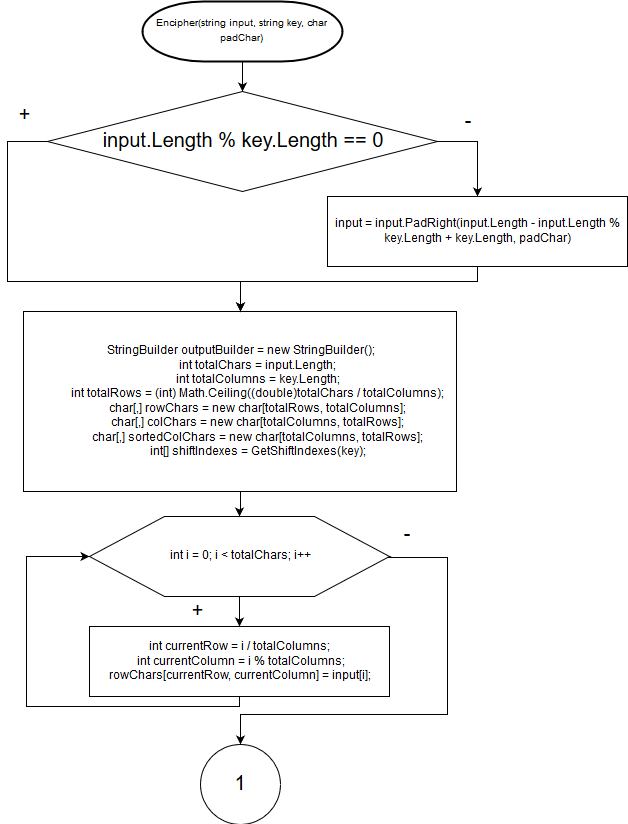 Encipher(string input, string key, char
padChar)
+
-
input.Length % key.Length == 0
input = input.PadRight(input.Length - input.Length %
key.Length + key.Length, padChar)
StringBuilder outputBuilder = new StringBuilder();
int totalChars = input.Length;
int totalColumns = key.Length;
int totalRows = (int) Math.Ceiling((double)totalChars / totalColumns);
char[,] rowChars = new char[totalRows, totalColumns];
char[,] colChars = new char[totalColumns, totalRows];
char[,] sortedColChars = new char[totalColumns, totalRows];
int[] shiftIndexes = GetShiftIndexes(key);
-
int i = 0; i < totalChars; i++
+
int currentRow = i / totalColumns;
int currentColumn = i % totalColumns;
rowChars[currentRow, currentColumn] = input[i];
1